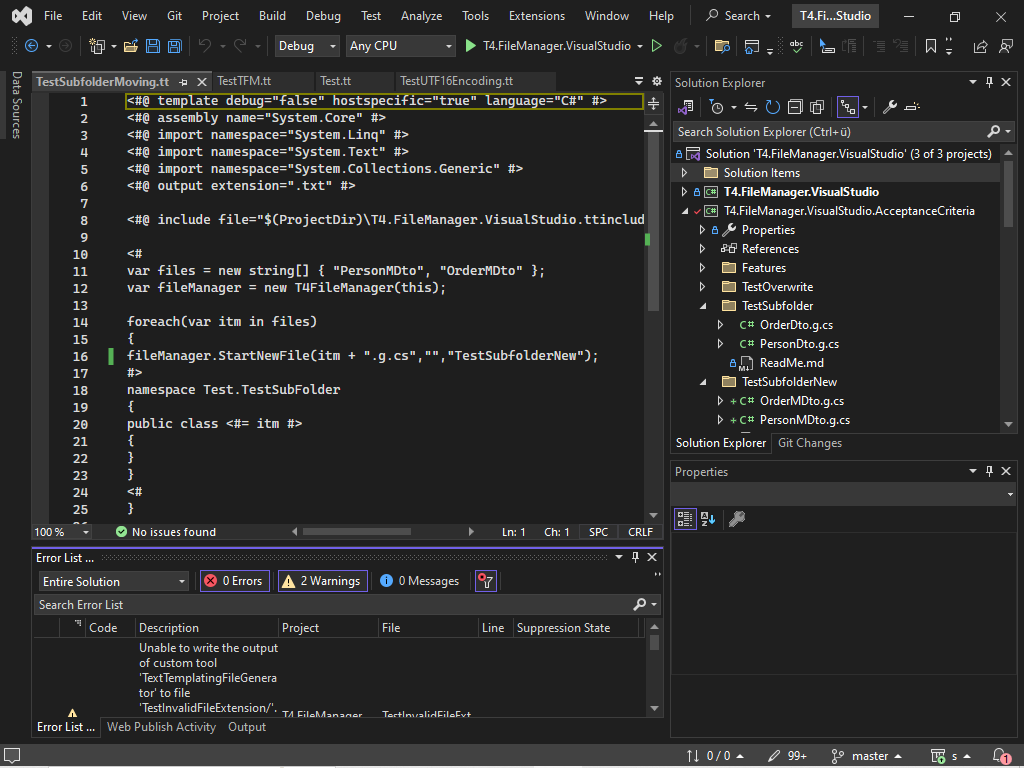 File Edit View Git Project Build Debug Test Analyze Tools Extensions Window Help Search T4.Fi...Studio
Debug Any CPU T4.FileManager.VisualStudio
Data Sources
TestSubfolderMoving.tt TestTFM.tt Test.tt TestUTF16Encoding.tt
1 <#@ template debug="false" hostspecific="true" language="C#" #>
2 <#@ assembly name="System.Core" #>
3 <#@ import namespace="System.Linq" #>
4 <#@ import namespace="System.Text" #>
5 <#@ import namespace="System.Collections.Generic" #>
6 <#@ output extension=".txt" #>
7
8 <#@ include file="$(ProjectDir)\T4.FileManager.VisualStudio.ttinclud
9
10 <#
11 var files = new string[] { "PersonMDto", "OrderMDto" };
12 var fileManager = new T4FileManager(this);
13
14 foreach(var itm in files)
15 {
16 fileManager.StartNewFile(itm + ".g.cs","","TestSubfolderNew");
17 #>
18 namespace Test.TestSubFolder
19 {
20 public class <#= itm #>
21 {
22 }
23 }
24 <#
25 }
100 % No issues found Ln: 1 Ch: 1 SPC CRLF
Error List ...
Entire Solution 0 Errors 2 Warnings 0 Messages
Search Error List
Code Description Project File Line Suppression State
Unable to write the output
of custom tool
'TextTemplatingFileGenera
tor' to file
'TestInvalidFileExtension/'.
T4.FileManager. TestInvalidFileExt
Error List ... Web Publish Activity Output
Solution Explorer
Search Solution Explorer (Ctrl+ü)
Solution 'T4.FileManager.VisualStudio' (3 of 3 projects)
Solution Items
C# T4.FileManager.VisualStudio
C# T4.FileManager.VisualStudio.AcceptanceCriteria
Properties
References
Features
TestOverwrite
TestSubfolder
C# OrderDto.g.cs
C# PersonDto.g.cs
ReadMe.md
TestSubfolderNew
+ C# OrderMDto.g.cs
+ C# PersonMDto.g.cs
Solution Explorer Git Changes
Properties
0 / 0 99+ master s 1